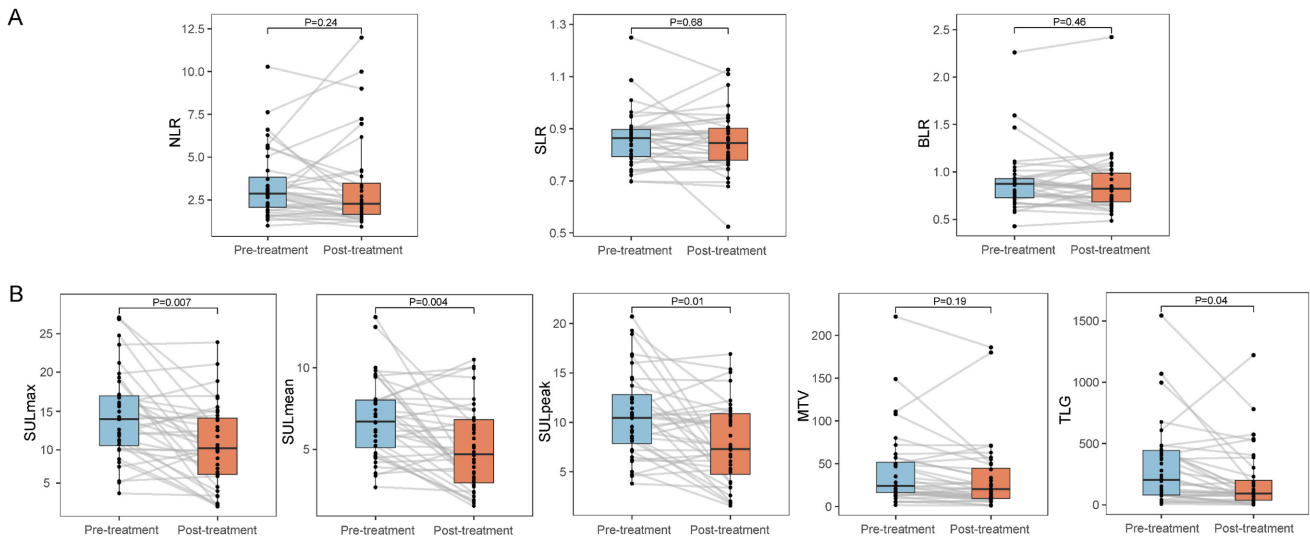 A
P=0.24
12.5
10.0
7.5
5.0
2.5
NLR
Pre-treatment Post-treatment
P=0.68
1.3
1.1
0.9
0.7
0.5
SLR
Pre-treatment Post-treatment
P=0.46
2.5
2.0
1.5
1.0
0.5
BLR
Pre-treatment Post-treatment
B
P=0.007
25
20
15
10
5
SULmax
Pre-treatment Post-treatment
P=0.004
10
5
SULmean
Pre-treatment Post-treatment
P=0.01
20
15
10
5
SULpeak
Pre-treatment Post-treatment
P=0.19
200
150
100
50
0
MTV
Pre-treatment Post-treatment
P=0.04
1500
1000
500
0
TLG
Pre-treatment Post-treatment